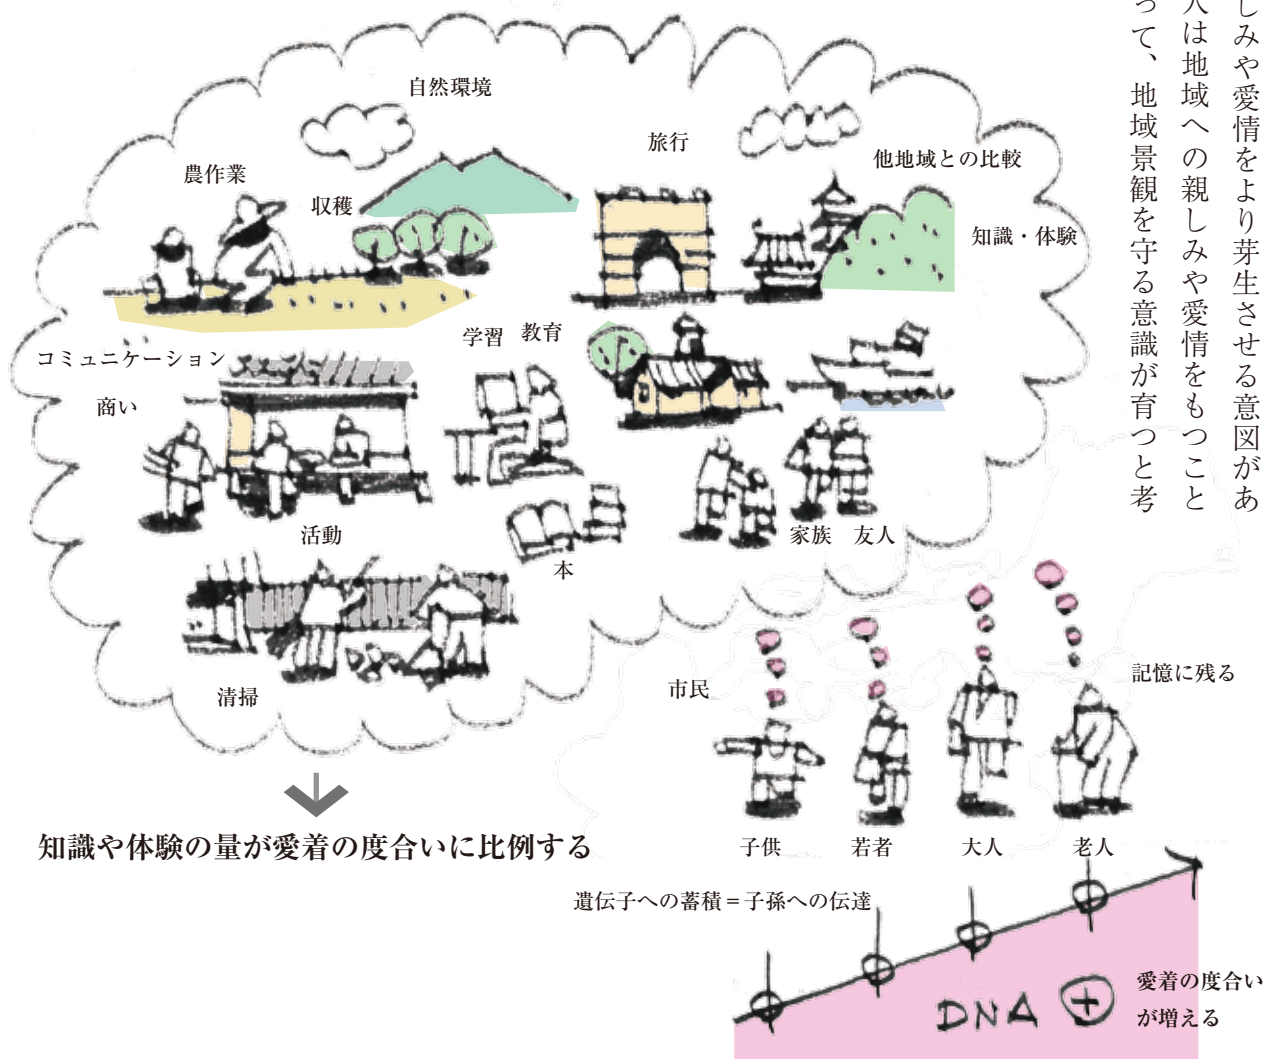 しみや愛情をより芽生させる意図があ
人は地域への親しみや愛情をもつこと
って、地域景観を守る意識が育つと考
自然環境
旅行
農作業
収穫
他地域との比較
知識・体験
学習
教育
コミュニケーション
商い
活動
本
家族
友人
清掃
市民
記憶に残る
知識や体験の量が愛着の度合いに比例する
子供
若者
大人
老人
遺伝子への蓄積＝子孫への伝達
DNA ＋
愛着の度合い
が増える